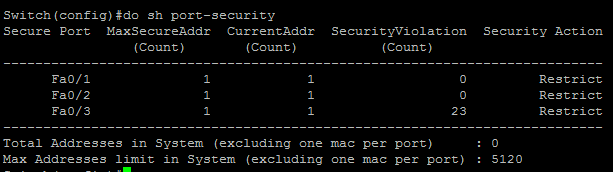 Switch(config)#do sh port-security
Secure Port MaxSecureAddr CurrentAddr SecurityViolation Security Action
(Count) (Count) (Count)
---------------------------------------------------------------------------
Fa0/1 1 1 0 Restrict
Fa0/2 1 1 0 Restrict
Fa0/3 1 1 23 Restrict
---------------------------------------------------------------------------
Total Addresses in System (excluding one mac per port) : 0
Max Addresses limit in System (excluding one mac per port) : 5120